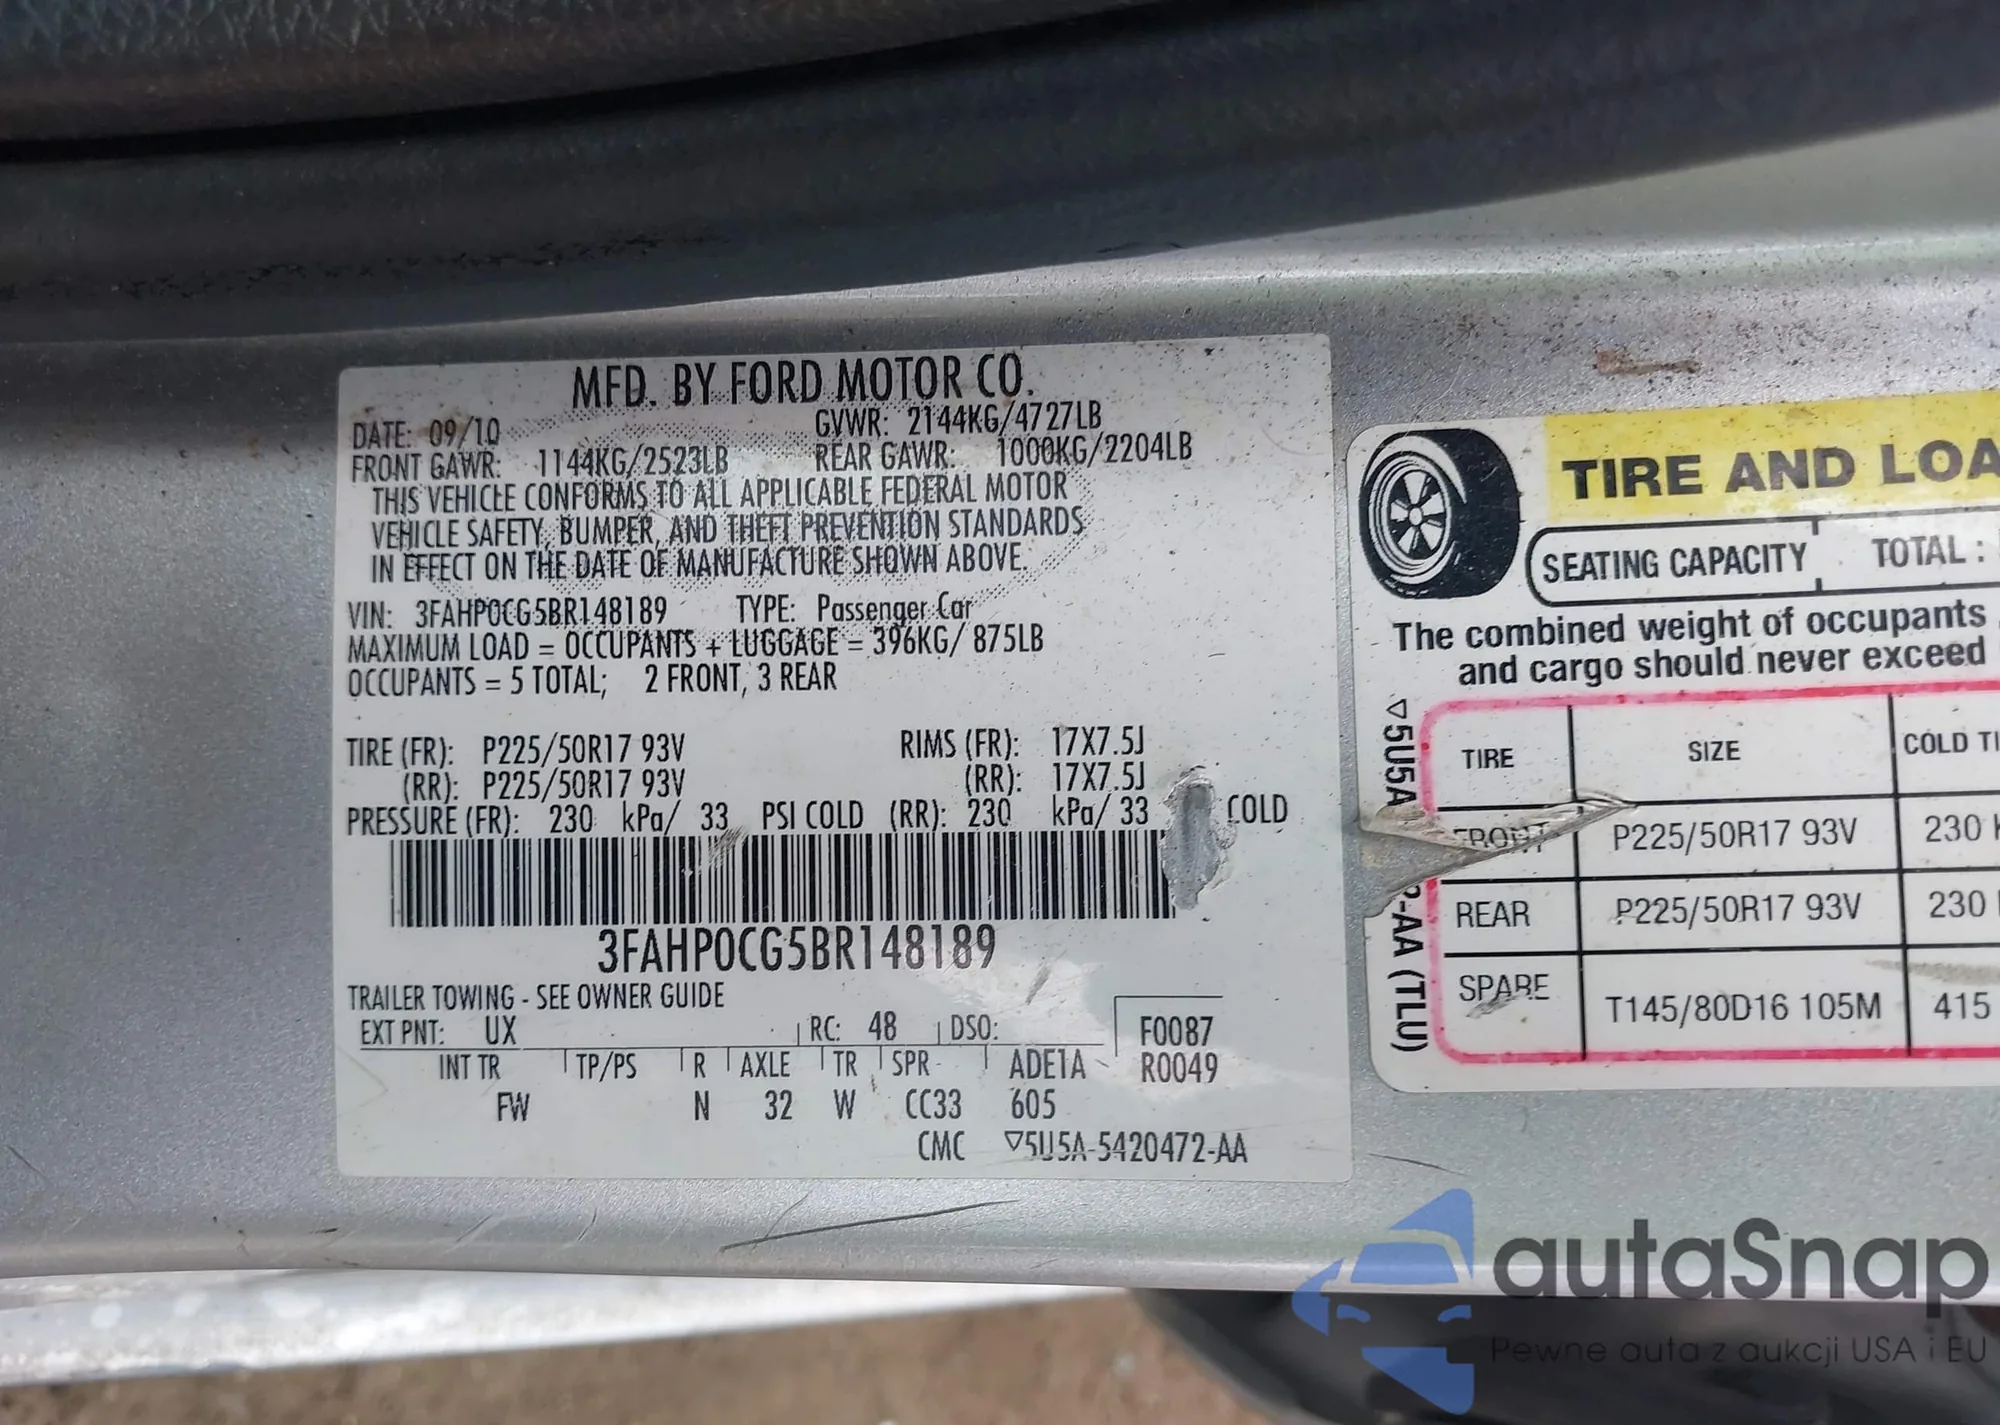 MFD. BY FORD MOTOR CO.
DATE: 09/10 GVWR: 2144KG/4727LB
FRONT GAWR: 1144KG/2523LB REAR GAWR: 1000KG/2204LB
THIS VEHICLE CONFORMS TO ALL APPLICABLE FEDERAL MOTOR
VEHICLE SAFETY, BUMPER, AND THEFT PREVENTION STANDARDS
IN EFFECT ON THE DATE OF MANUFACTURE SHOWN ABOVE.
VIN: 3FAHP0CG5BR148189 TYPE: Passenger Car
MAXIMUM LOAD = OCCUPANTS + LUGGAGE = 396KG/ 875LB
OCCUPANTS = 5 TOTAL; 2 FRONT, 3 REAR
TIRE (FR): P225/50R17 93V RIMS (FR): 17X7.5J
(RR): P225/50R17 93V (RR): 17X7.5J
PRESSURE (FR): 230 kPa/ 33 PSI COLD (RR): 230 kPa/ 33 COLD
3FAHP0CG5BR148189
TRAILER TOWING - SEE OWNER GUIDE
EXT PNT: UX RC: 48 DSO: F0087
INT TR TP/PS R AXLE TR SPR ADE1A R0049
FW N 32 W CC33 605
CMC ▽5U5A-5420472-AA
TIRE AND LOA
SEATING CAPACITY TOTAL :
The combined weight of occupants
and cargo should never exceed
▽5U5A P-AA (TLU)
TIRE SIZE COLD TI
FRONT P225/50R17 93V 230 K
REAR P225/50R17 93V 230
SPARE T145/80D16 105M 415
autaSnap
Pewne auta z aukcji USA i EU